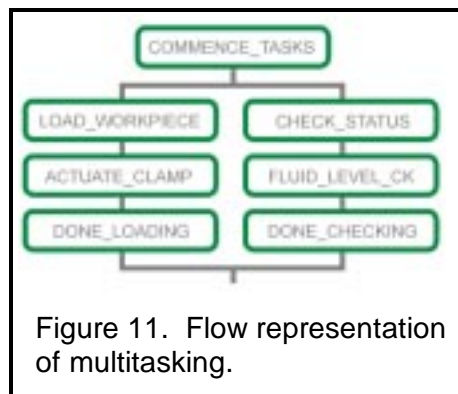 COMMENCE_TASKS
LOAD_WORKPIECE CHECK_STATUS
ACTUATE_CLAMP FLUID_LEVEL_CK
DONE_LOADING DONE_CHECKING
Figure 11. Flow representation
of multitasking.